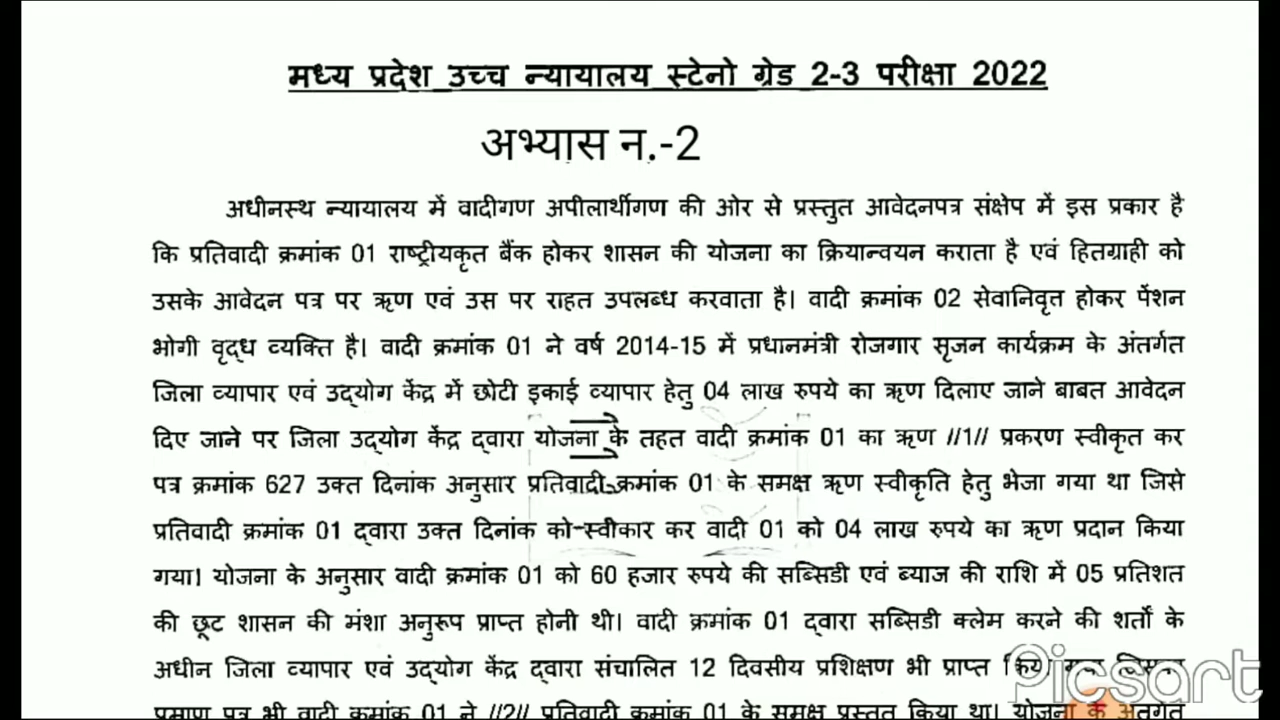 मध्य प्रदेश उच्च न्यायालय स्टेनो ग्रेड 2-3 परीक्षा 2022
अभ्यास न.-2
अधीनस्थ न्यायालय में वादीगण अपीलार्थीगण की ओर से प्रस्तुत आवेदनपत्र संक्षेप में इस प्रकार है
कि प्रतिवादी क्रमांक 01 राष्ट्रीयकृत बैंक होकर शासन की योजना का क्रियान्वयन कराता है एवं हितग्राही को
उसके आवेदन पत्र पर ऋण एवं उस पर राहत उपलब्ध करवाता है। वादी क्रमांक 02 सेवानिवृत्त होकर पेंशन
भोगी वृद्ध व्यक्ति है। वादी क्रमांक 01 ने वर्ष 2014-15 में प्रधानमंत्री रोजगार सृजन कार्यक्रम के अंतर्गत
जिला व्यापार एवं उद्योग केंद्र में छोटी इकाई व्यापार हेतु 04 लाख रुपये का ऋण दिलाए जाने बाबत आवेदन
दिए जाने पर जिला उद्योग केंद्र द्वारा योजना के तहत वादी क्रमांक 01 का ऋण //1// प्रकरण स्वीकृत कर
पत्र क्रमांक 627 उक्त दिनांक अनुसार प्रतिवादी क्रमांक 01 के समक्ष ऋण स्वीकृति हेतु भेजा गया था जिसे
प्रतिवादी क्रमांक 01 द्वारा उक्त दिनांक को स्वीकार कर वादी 01 को 04 लाख रुपये का ऋण प्रदान किया
गया। योजना के अनुसार वादी क्रमांक 01 को 60 हजार रुपये की सब्सिडी एवं ब्याज की राशि में 05 प्रतिशत
की छूट शासन की मंशा अनुरूप प्राप्त होनी थी। वादी क्रमांक 01 द्वारा सब्सिडी क्लेम करने की शर्तों के
अधीन जिला व्यापार एवं उद्योग केंद्र द्वारा संचालित 12 दिवसीय प्रशिक्षण भी प्राप्त
प्रमाण पत्र भी वादी क्रमांक 01 ने //2// प्रतिवादी क्रमांक 01 के समक्ष प्रस्तुत किया था। योजना के अंतर्गत
Picsart